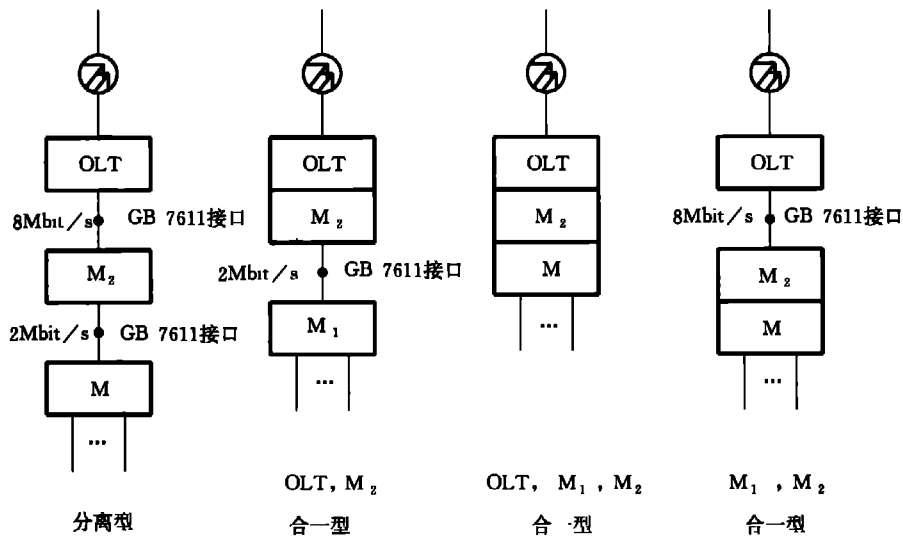 OLT
8Mbit/s GB 7611接口
M₂
2Mbit/s GB 7611接口
M
...
分离型
OLT
M₂
2Mbit/s GB 7611接口
M₁
...
OLT, M₂
合一型
OLT
M₂
M
...
OLT, M₁, M₂
合 一型
OLT
8Mbit/s GB 7611接口
M₂
M
...
M₁, M₂
合一型